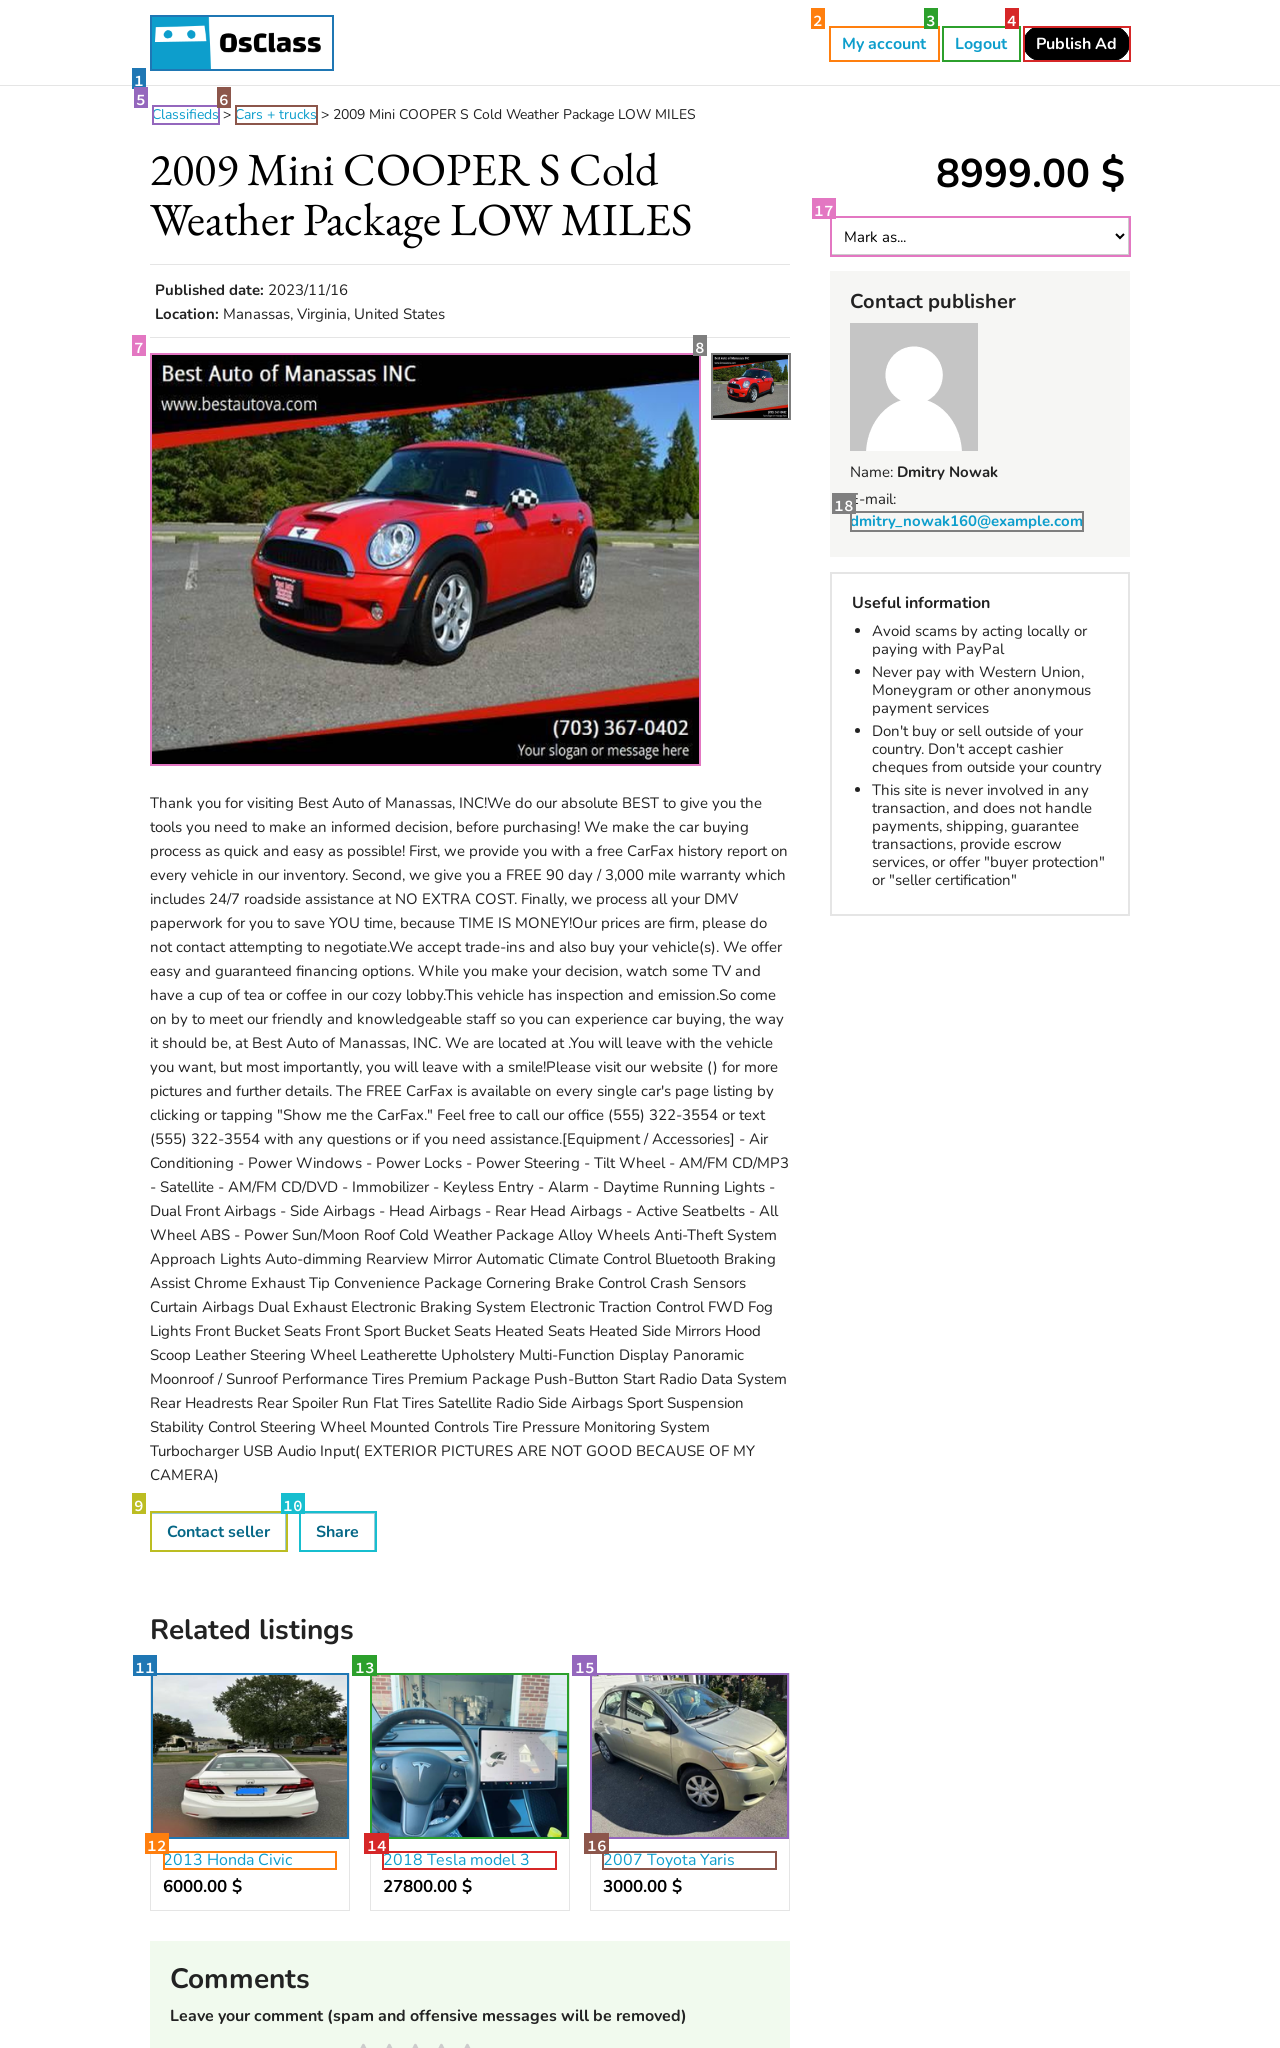 OsClass
2
My account
3
Logout
4
Publish Ad
1
5
6
Classifieds > Cars + trucks > 2009 Mini COOPER S Cold Weather Package LOW MILES
2009 Mini COOPER S Cold
Weather Package LOW MILES
8999.00 $
17
Mark as...
Published date: 2023/11/16
Location: Manassas, Virginia, United States
7
8
Best Auto of Manassas INC
www.bestautova.com
(703) 367-0402
Your slogan or message here
Contact publisher
Name: Dmitry Nowak
18
-mail:
dmitry_nowak160@example.com
Useful information
Avoid scams by acting locally or
paying with PayPal
Never pay with Western Union,
Moneygram or other anonymous
payment services
Don't buy or sell outside of your
country. Don't accept cashier
cheques from outside your country
This site is never involved in any
transaction, and does not handle
payments, shipping, guarantee
transactions, provide escrow
services, or offer "buyer protection"
or "seller certification"
Thank you for visiting Best Auto of Manassas, INC!We do our absolute BEST to give you the
tools you need to make an informed decision, before purchasing! We make the car buying
process as quick and easy as possible! First, we provide you with a free CarFax history report on
every vehicle in our inventory. Second, we give you a FREE 90 day / 3,000 mile warranty which
includes 24/7 roadside assistance at NO EXTRA COST. Finally, we process all your DMV
paperwork for you to save YOU time, because TIME IS MONEY!Our prices are firm, please do
not contact attempting to negotiate.We accept trade-ins and also buy your vehicle(s). We offer
easy and guaranteed financing options. While you make your decision, watch some TV and
have a cup of tea or coffee in our cozy lobby.This vehicle has inspection and emission.So come
on by to meet our friendly and knowledgeable staff so you can experience car buying, the way
it should be, at Best Auto of Manassas, INC. We are located at .You will leave with the vehicle
you want, but most importantly, you will leave with a smile!Please visit our website () for more
pictures and further details. The FREE CarFax is available on every single car's page listing by
clicking or tapping "Show me the CarFax." Feel free to call our office (555) 322-3554 or text
(555) 322-3554 with any questions or if you need assistance.[Equipment / Accessories] - Air
Conditioning - Power Windows - Power Locks - Power Steering - Tilt Wheel - AM/FM CD/MP3
- Satellite - AM/FM CD/DVD - Immobilizer - Keyless Entry - Alarm - Daytime Running Lights -
Dual Front Airbags - Side Airbags - Head Airbags - Rear Head Airbags - Active Seatbelts - All
Wheel ABS - Power Sun/Moon Roof Cold Weather Package Alloy Wheels Anti-Theft System
Approach Lights Auto-dimming Rearview Mirror Automatic Climate Control Bluetooth Braking
Assist Chrome Exhaust Tip Convenience Package Cornering Brake Control Crash Sensors
Curtain Airbags Dual Exhaust Electronic Braking System Electronic Traction Control FWD Fog
Lights Front Bucket Seats Front Sport Bucket Seats Heated Seats Heated Side Mirrors Hood
Scoop Leather Steering Wheel Leatherette Upholstery Multi-Function Display Panoramic
Moonroof / Sunroof Performance Tires Premium Package Push-Button Start Radio Data System
Rear Headrests Rear Spoiler Run Flat Tires Satellite Radio Side Airbags Sport Suspension
Stability Control Steering Wheel Mounted Controls Tire Pressure Monitoring System
Turbocharger USB Audio Input( EXTERIOR PICTURES ARE NOT GOOD BECAUSE OF MY
CAMERA)
9
Contact seller
10
Share
Related listings
11
13
15
12
2013 Honda Civic
6000.00 $
14
2018 Tesla model 3
27800.00 $
16
2007 Toyota Yaris
3000.00 $
Comments
Leave your comment (spam and offensive messages will be removed)